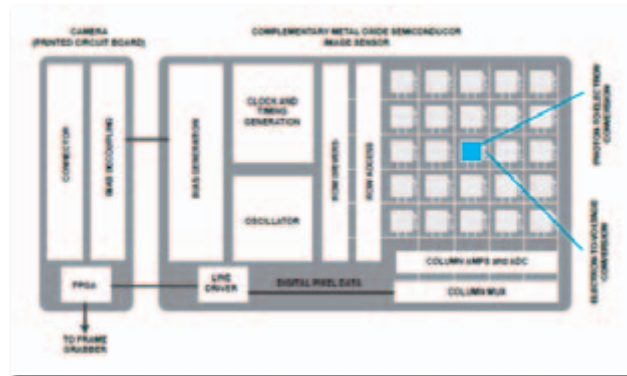 CAMERA
(PRINTED CIRCUIT BOARD)
COMPLEMENTARY METAL OXIDE SEMICONDUCOR
IMAGE SENSOR
CONNECTOR
BIAS DECOUPLING
BIAS GENERATION
CLOCK AND
TIMING
GENERATION
OSCILLATOR
ROW DRIVERS
ROW ACCESS
PHOTON-TO-ELECTRON
CONVERSION
ELECTRON-TO-VOLTAGE
CONVERSION
COLUMN AMPS and ADC
FPGA
LINE
DRIVER
DIGITAL PIXEL DATA
COLUMN MUX
TO FRAME
GRABBER